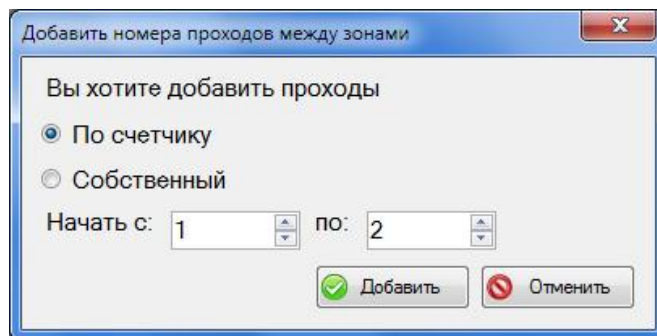 Добавить номера проходов между зонами
Вы хотите добавить проходы
По счетчику
Собственный
Начать с: 1 по: 2
Добавить Отменить